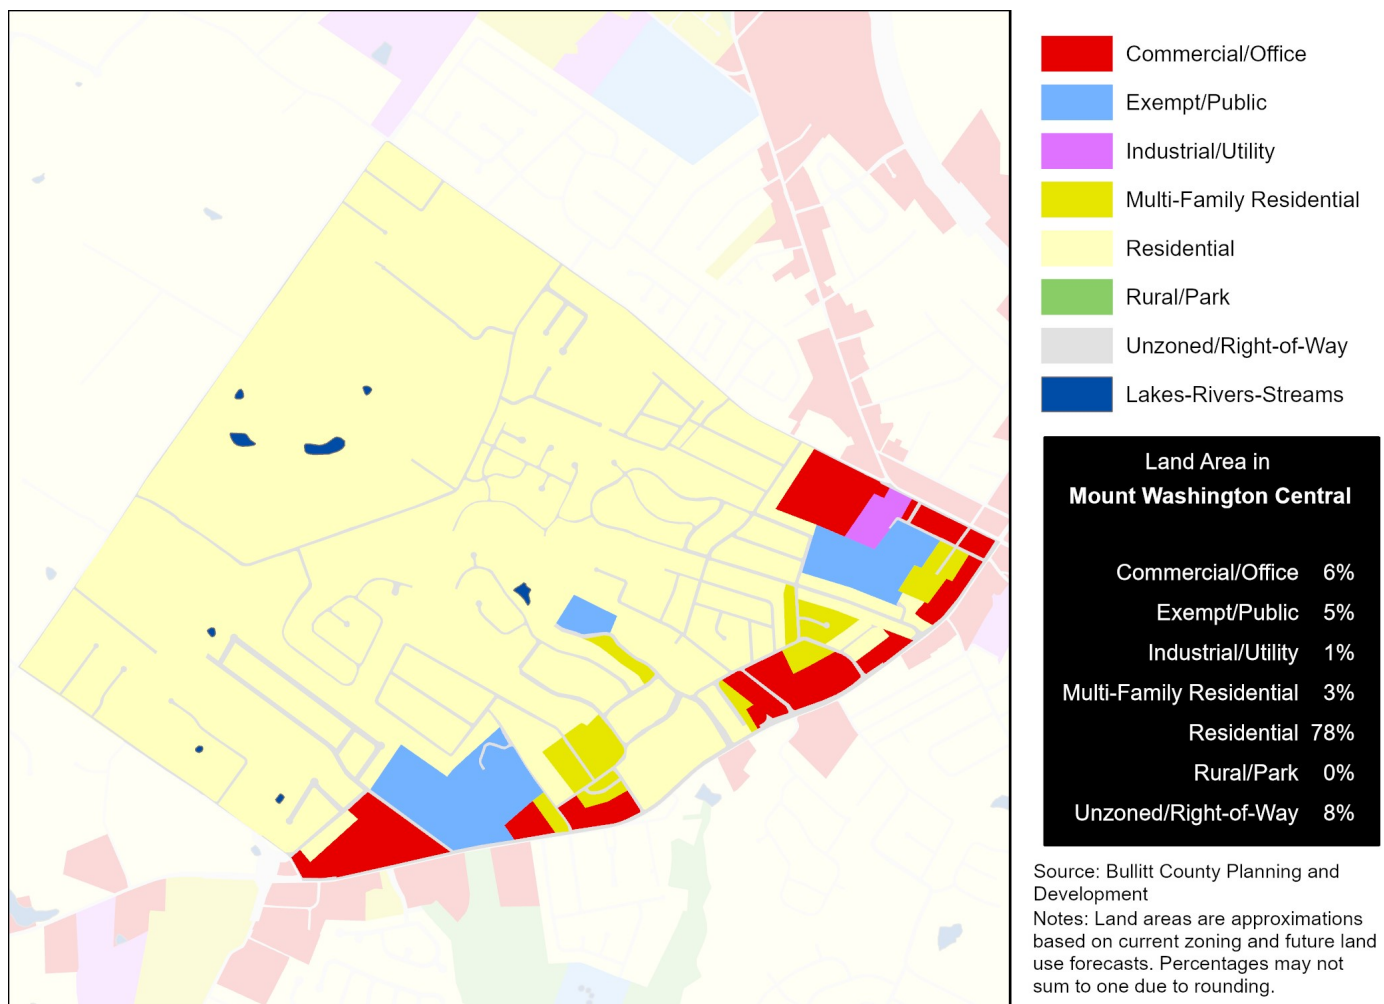 Commercial/Office
Exempt/Public
Industrial/Utility
Multi-Family Residential
Residential
Rural/Park
Unzoned/Right-of-Way
Lakes-Rivers-Streams
Land Area in
Mount Washington Central
Commercial/Office 6%
Exempt/Public 5%
Industrial/Utility 1%
Multi-Family Residential 3%
Residential 78%
Rural/Park 0%
Unzoned/Right-of-Way 8%
Source: Bullitt County Planning and
Development
Notes: Land areas are approximations
based on current zoning and future land
use forecasts. Percentages may not
sum to one due to rounding.